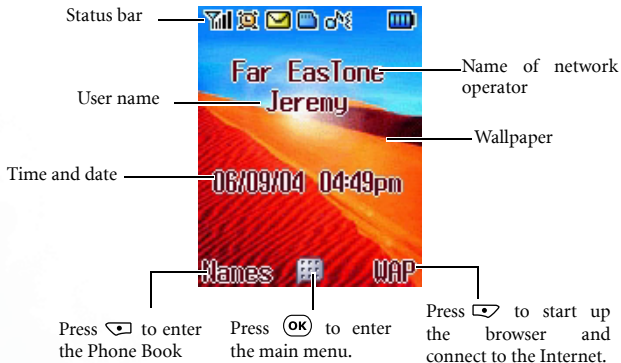 Status bar
Far EasTone
Name of network
operator
User name
Jeremy
Wallpaper
Time and date
06/09/04 04:49pm
Names
WAP
Press to enter
the Phone Book
Press OK to enter
the main menu.
Press to start up
the browser and
connect to the Internet.